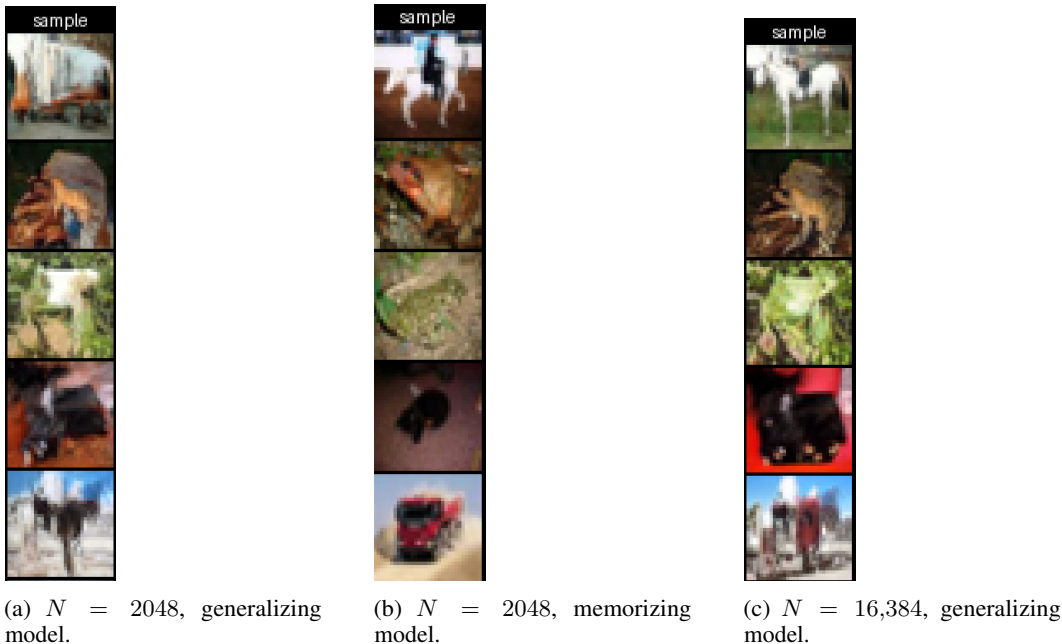 sample
sample
sample
(a) N = 2048, generalizing
model.
(b) N = 2048, memorizing
model.
(c) N = 16,384, generalizing
model.